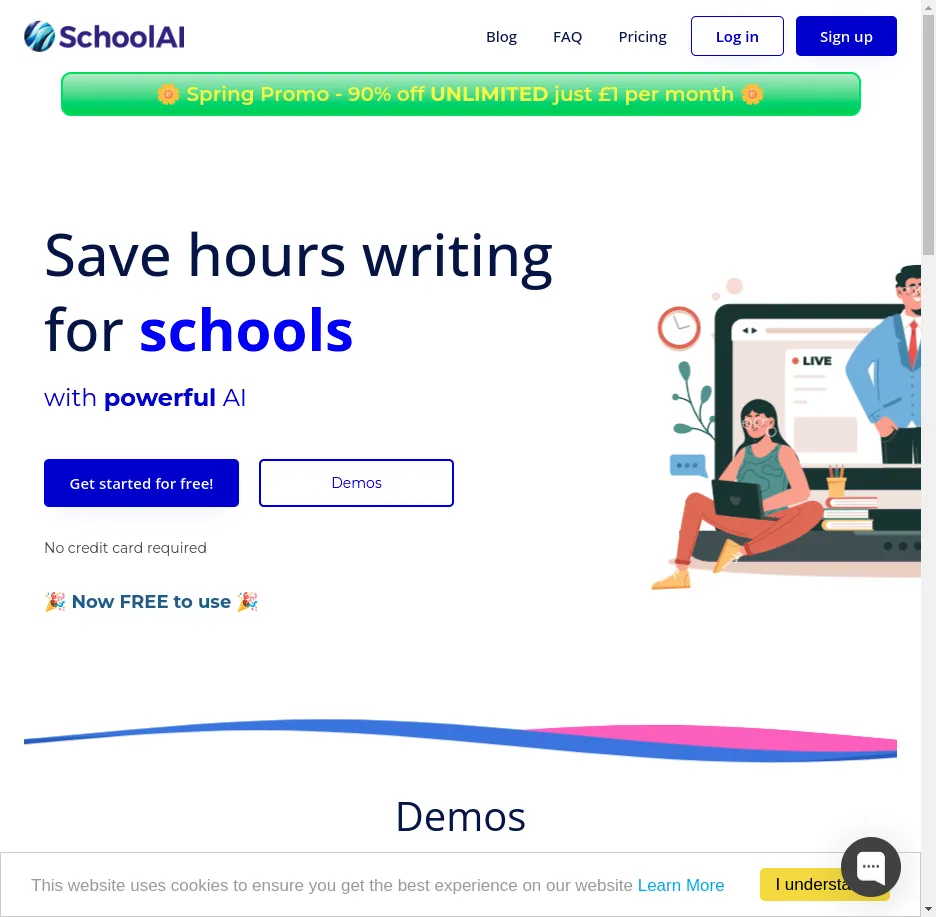 SchoolAI
Blog
FAQ
Pricing
Log in
Sign up
🌼 Spring Promo - 90% off UNLIMITED just £1 per month 🌼
Save hours writing
for schools
with powerful AI
LIVE
Get started for free!
Demos
No credit card required
🎉 Now FREE to use 🎉
Demos
This website uses cookies to ensure you get the best experience on our website Learn More
I understa